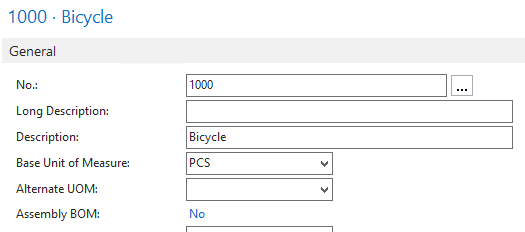 1000 · Bicycle
General
No.: 1000 ...
Long Description:
Description: Bicycle
Base Unit of Measure: PCS
Alternate UOM:
Assembly BOM: No